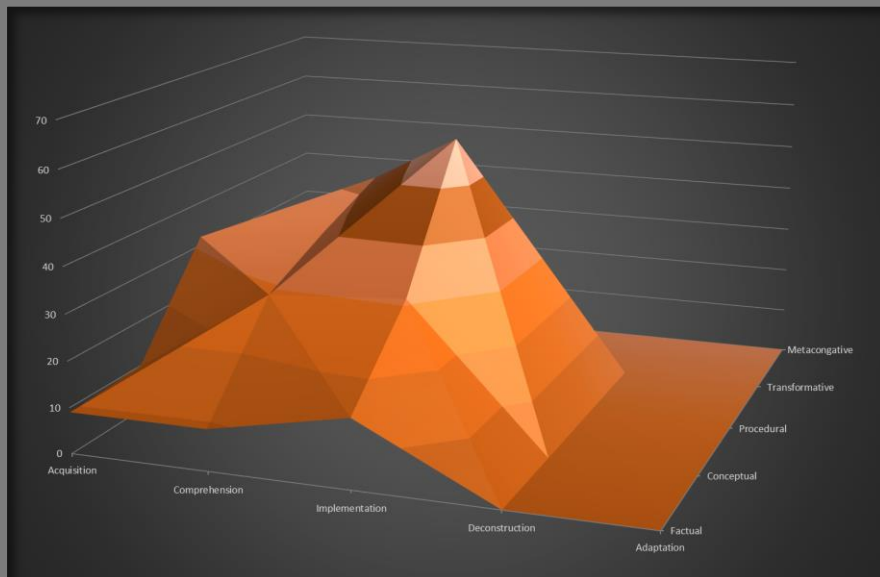 70
60
50
40
30
20
10
0
Acquisition
Comprehension
Implementation
Deconstruction
Adaptation
Metacongative
Transformative
Procedural
Conceptual
Factual